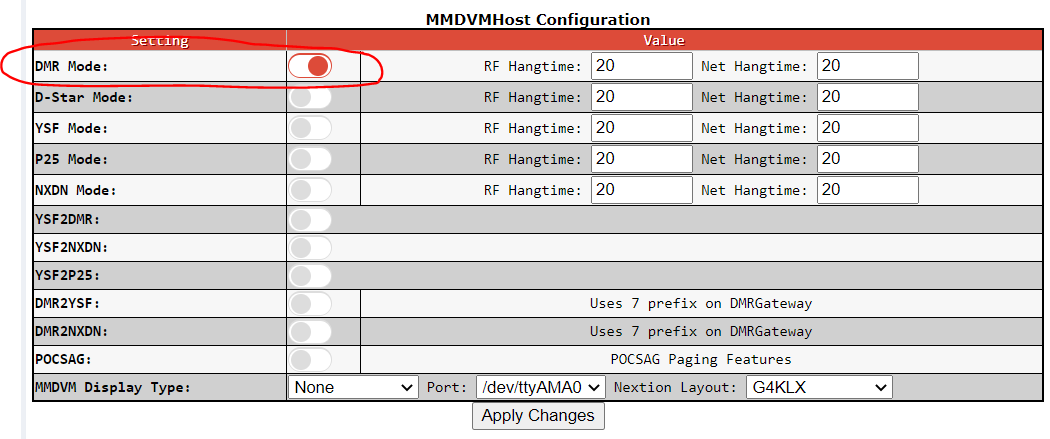 MMDVMHost Configuration
Setting Value
DMR Mode: RF Hangtime: 20 Net Hangtime: 20
D-Star Mode: RF Hangtime: 20 Net Hangtime: 20
YSF Mode: RF Hangtime: 20 Net Hangtime: 20
P25 Mode: RF Hangtime: 20 Net Hangtime: 20
NXDN Mode: RF Hangtime: 20 Net Hangtime: 20
YSF2DMR:
YSF2NXDN:
YSF2P25:
DMR2YSF: Uses 7 prefix on DMRGateway
DMR2NXDN: Uses 7 prefix on DMRGateway
POCSAG: POCSAG Paging Features
MMDVM Display Type: None Port: /dev/ttyAMA0 Nextion Layout: G4KLX
Apply Changes